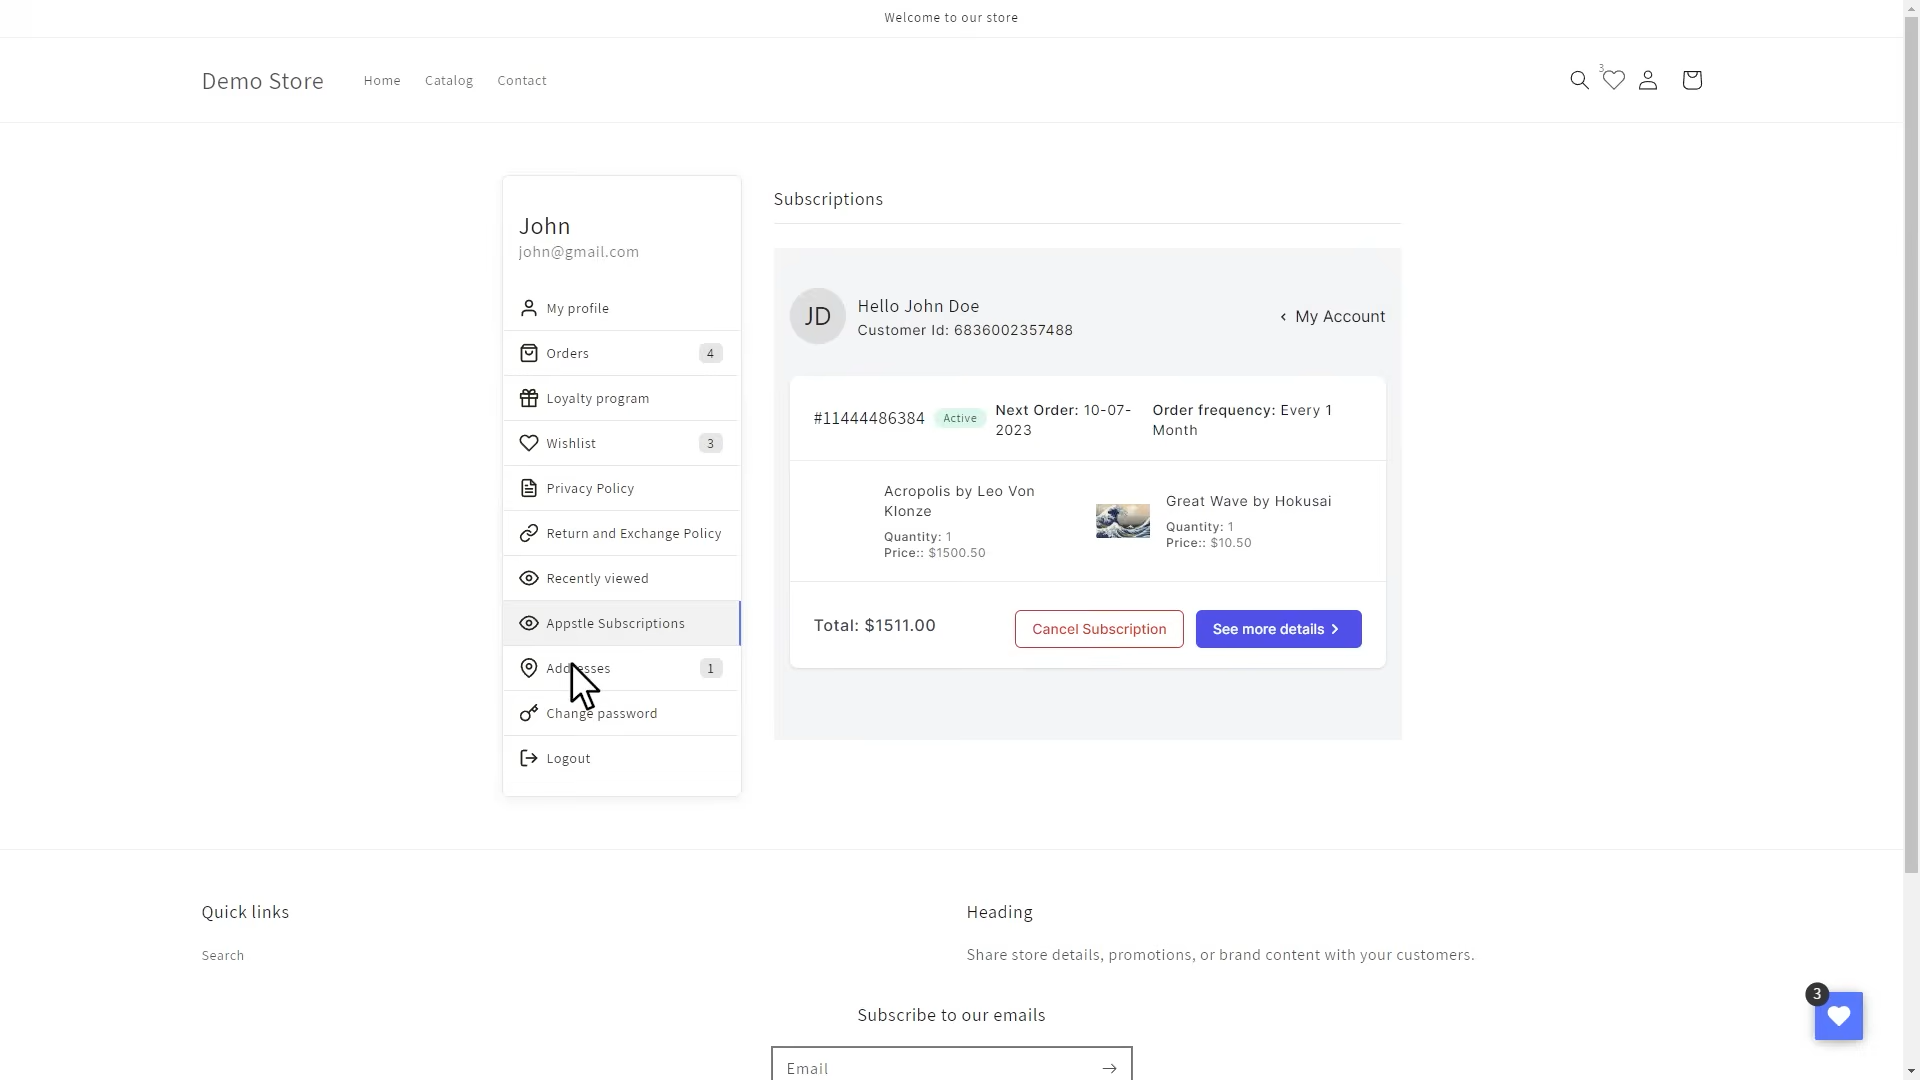 Welcome to our store
Demo Store
Home
Catalog
Contact
3
John
john@gmail.com
My profile
Orders
4
Loyalty program
Wishlist
3
Privacy Policy
Return and Exchange Policy
Recently viewed
Appstle Subscriptions
Addresses
1
Change password
Logout
Subscriptions
JD
Hello John Doe
Customer Id: 6836002357488
My Account
#11444486384
Active
Next Order: 10-07-
2023
Order frequency: Every 1
Month
Acropolis by Leo Von
Klonze
Quantity: 1
Price:: $1500.50
Great Wave by Hokusai
Quantity: 1
Price:: $10.50
Total: $1511.00
Cancel Subscription
See more details
Quick links
Search
Heading
Share store details, promotions, or brand content with your customers.
Subscribe to our emails
Email
3